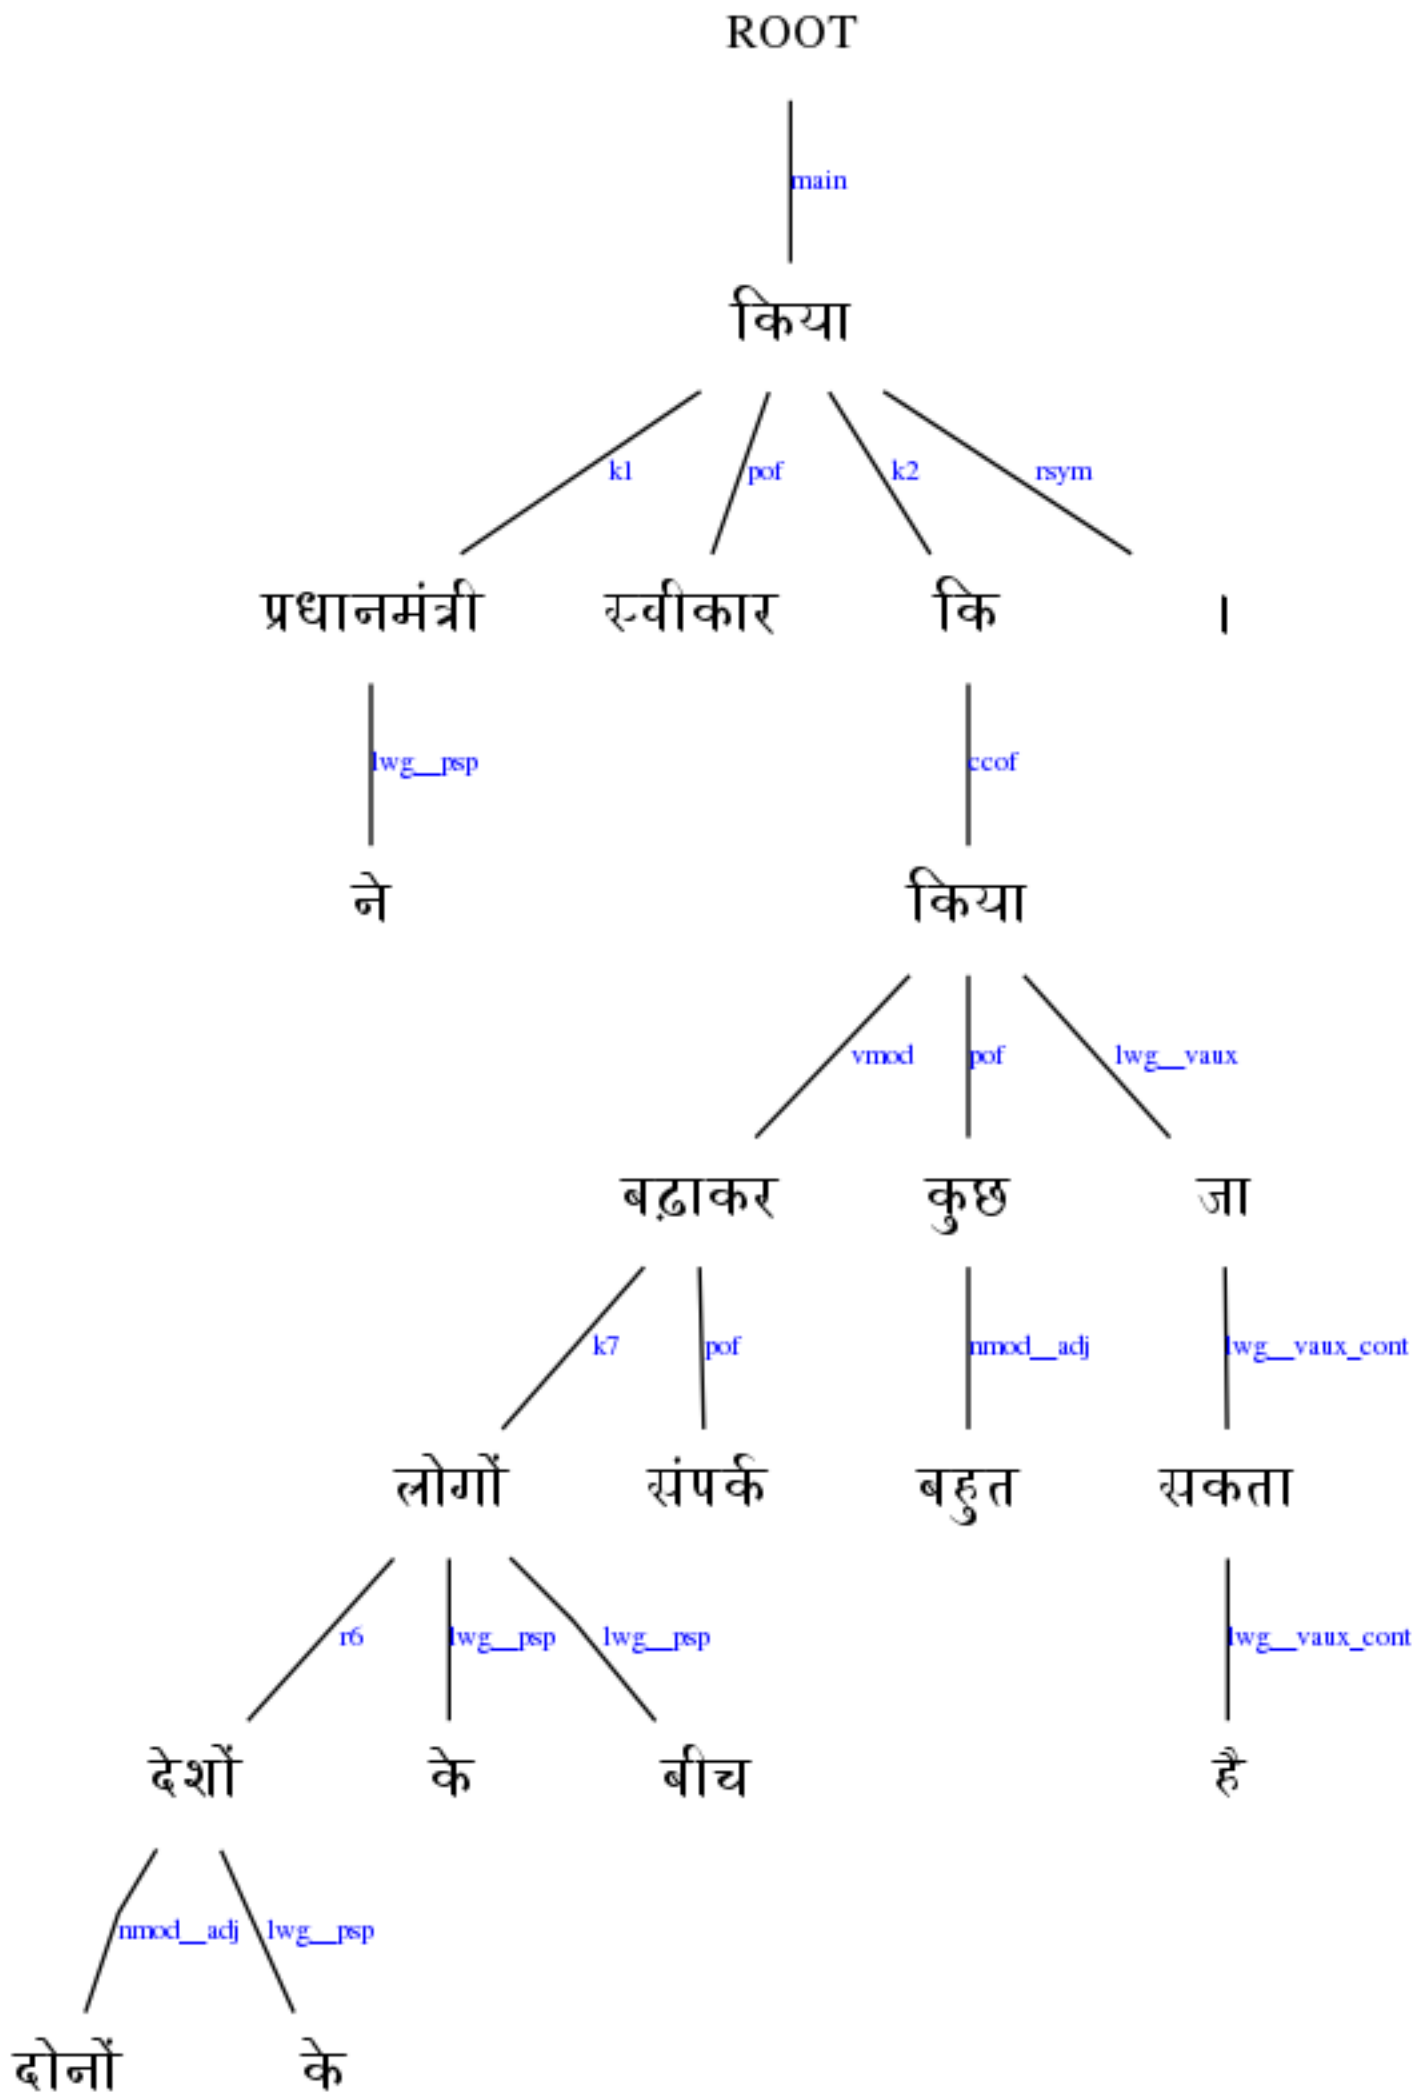 ROOT
main
किया
k1 pof k2 rsym
प्रधानमंत्री स्वीकार कि ।
lwg__psp ccof
ने किया
vmod pof lwg__vaux
बढ़ाकर कुछ जा
k7 pof nmod__adj lwg__vaux_cont
लोगों संपर्क बहुत सकता
r6 lwg__psp lwg__psp lwg__vaux_cont
देशों के बीच है
nmod__adj lwg__psp
दोनों के